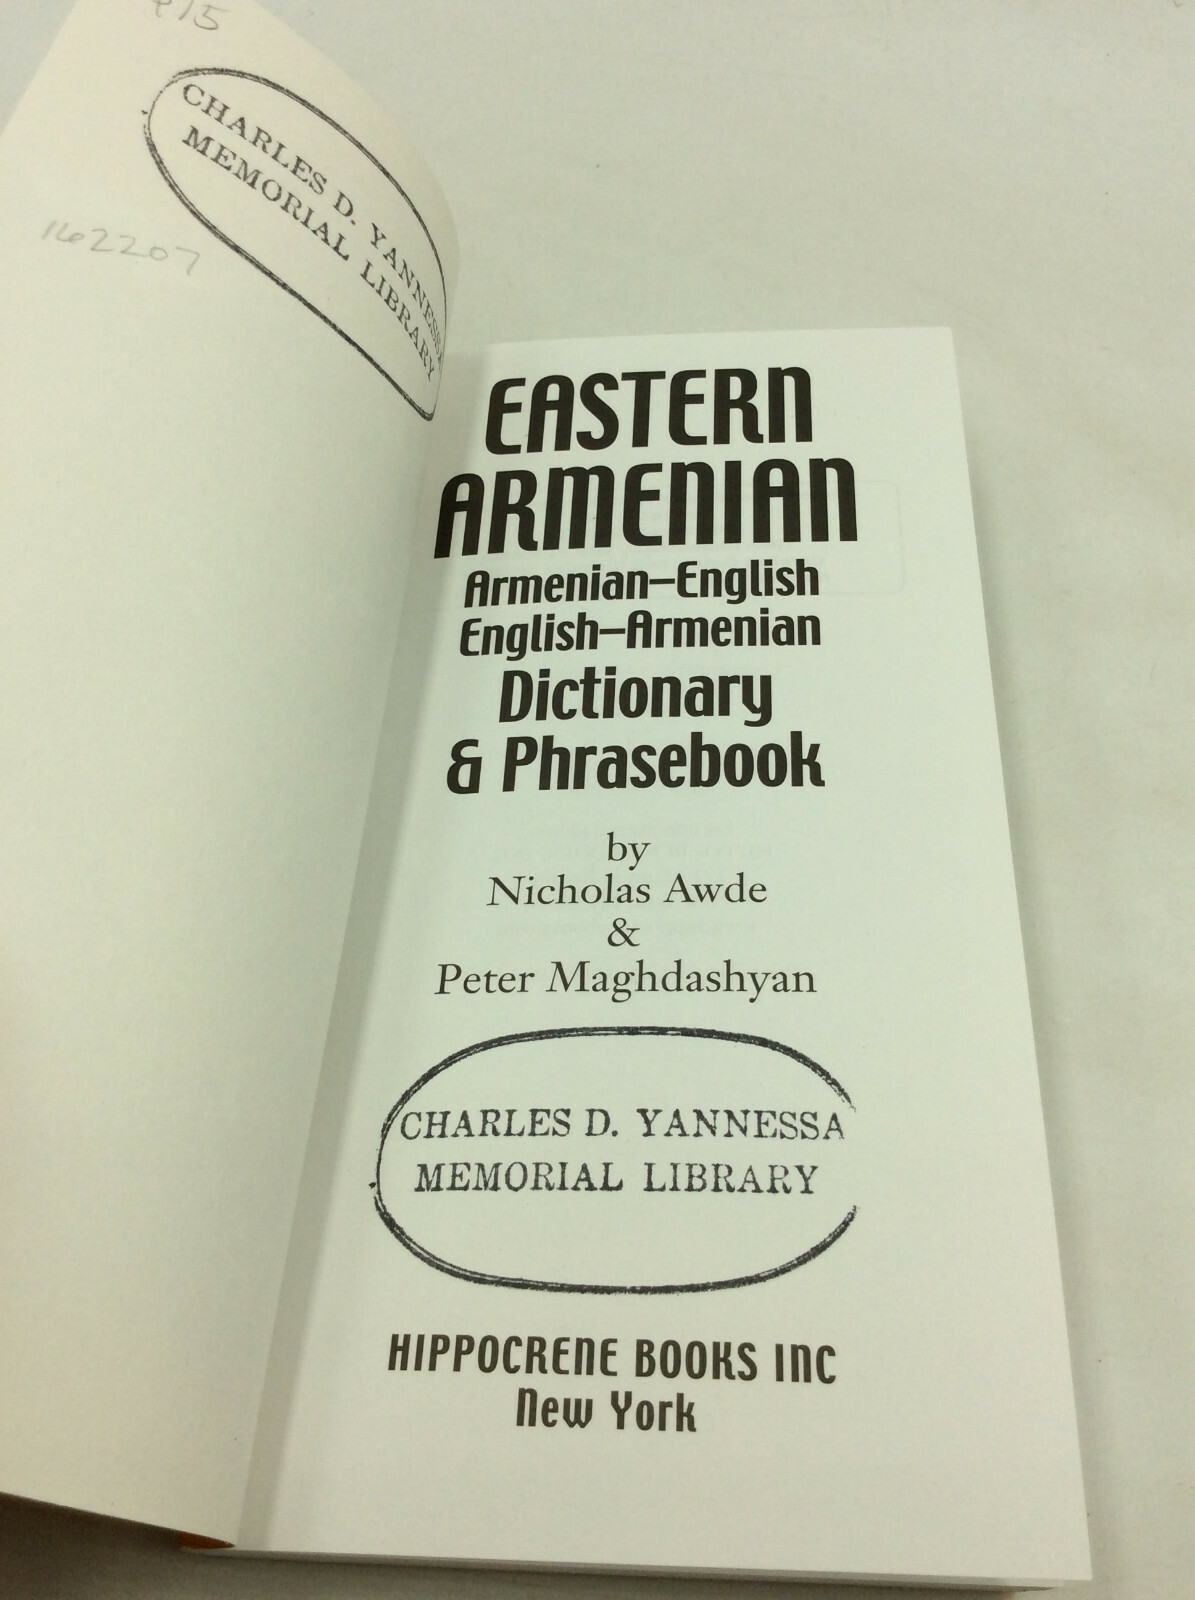 CHARLES D. YANNESSA
MEMORIAL LIBRARY
162207
EASTERN
ARMENIAN
Armenian–English
English–Armenian
Dictionary
& Phrasebook
by
Nicholas Awde
&
Peter Maghdashyan
CHARLES D. YANNESSA
MEMORIAL LIBRARY
HIPPOCRENE BOOKS INC
New York